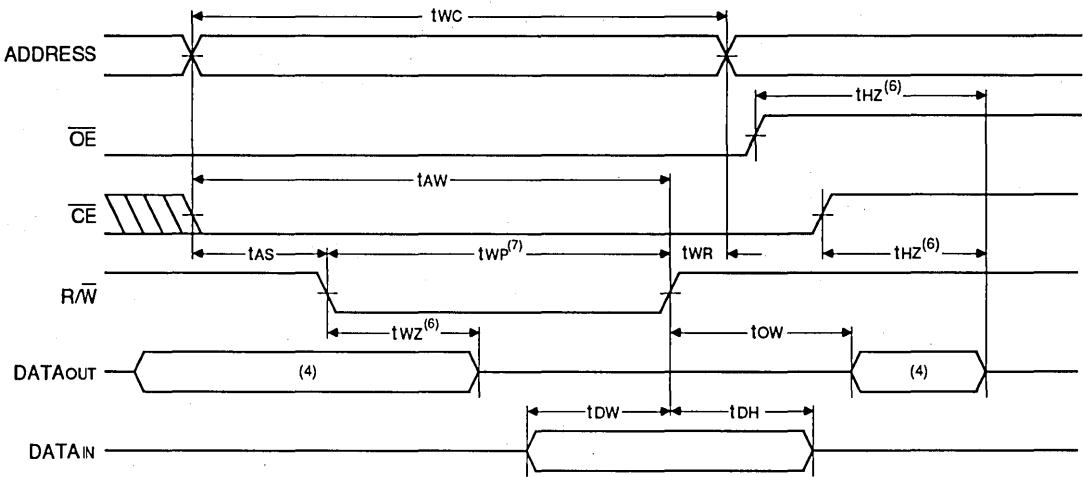 tWC
ADDRESS
tHZ(6)
OE
tAW
CE
tAS tWP(7) tWR tHZ(6)
R/W
tWZ(6) tOW
DATAOUT (4) (4)
tDW tDH
DATAIN